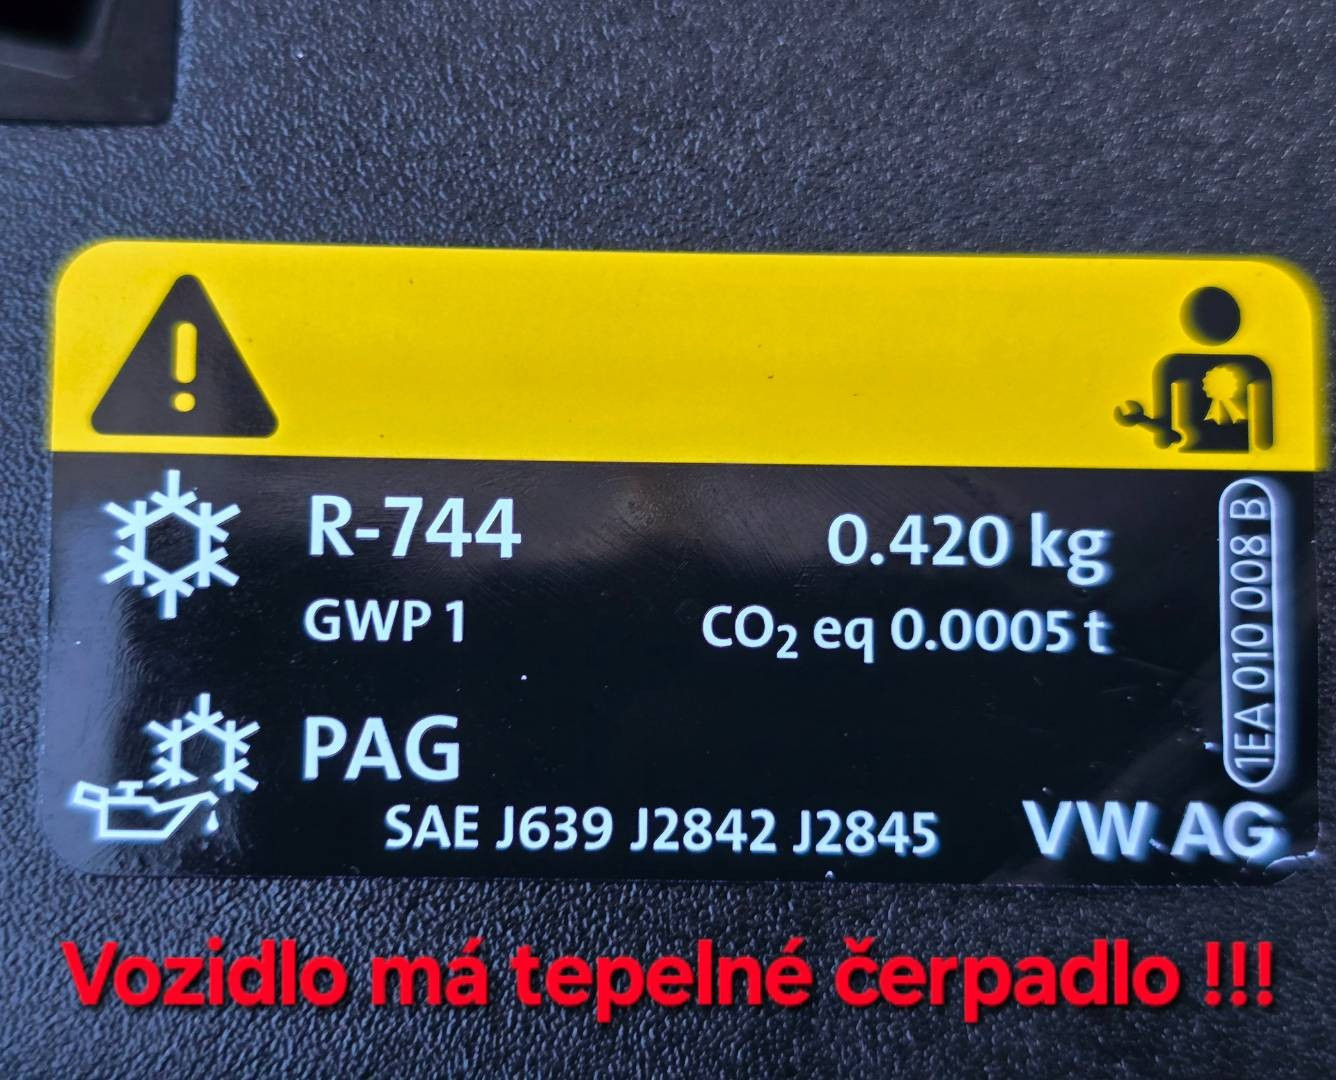 R-744 0.420 kg
GWP 1 CO₂ eq 0.0005 t
1EA 010 008 B
PAG
SAE J639 J2842 J2845 VW AG
Vozidlo má tepelné čerpadlo !!!